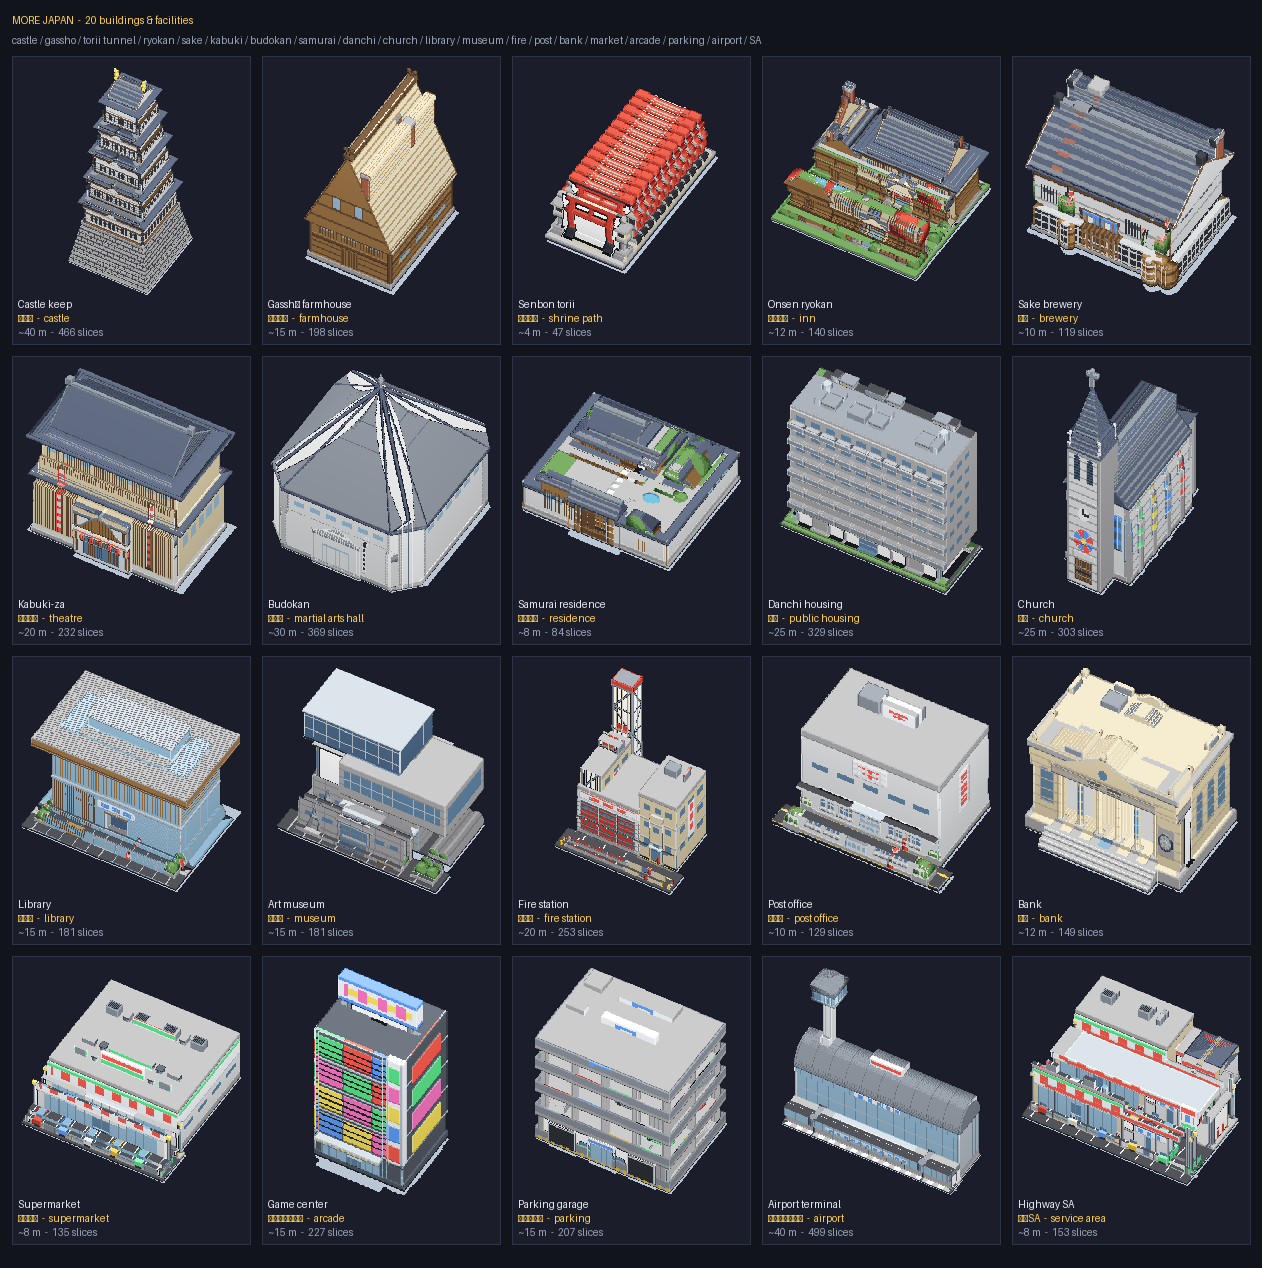 MORE JAPAN - 20 buildings & facilities
castle / gassho / torii tunnel / ryokan / sake / kabuki / budokan / samurai / danchi / church / library / museum / fire / post / bank / market / arcade / parking / airport / SA
Castle keep
- castle
~40 m - 466 slices
farmhouse
- farmhouse
~15 m - 198 slices
Senbon torii
- shrine path
~4 m - 47 slices
Onsen ryokan
- inn
~12 m - 140 slices
Sake brewery
- brewery
~10 m - 119 slices
Kabuki-za
- theatre
~20 m - 232 slices
Budokan
- martial arts hall
~30 m - 369 slices
Samurai residence
- residence
~8 m - 84 slices
Danchi housing
- public housing
~25 m - 329 slices
Church
- church
~25 m - 303 slices
Library
- library
~15 m - 181 slices
Art museum
- museum
~15 m - 181 slices
Fire station
- fire station
~20 m - 253 slices
Post office
- post office
~10 m - 129 slices
Bank
- bank
~12 m - 149 slices
Supermarket
- supermarket
~8 m - 135 slices
Game center
- arcade
~15 m - 227 slices
Parking garage
- parking
~15 m - 207 slices
Airport terminal
- airport
~40 m - 499 slices
Highway SA
SA - service area
~8 m - 153 slices